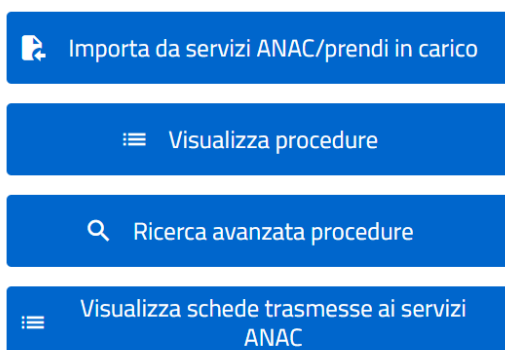 Importa da servizi ANAC/prendi in carico
Visualizza procedure
Ricerca avanzata procedure
Visualizza schede trasmesse ai servizi
ANAC